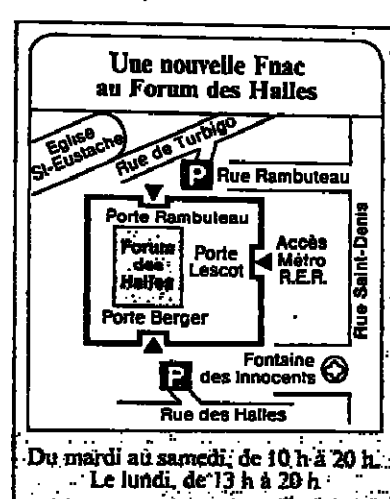 Une nouvelle Fnac
au Forum des Halles
Eglise
St-Eustache
Rue de Turbigo
P
Rue Rambuteau
Porte Rambuteau
Forum
des
Halles
Porte
Lescot
Accès
Métro
R.E.R.
Rue Saint-Denis
Porte Berger
P
Fontaine
des Innocents
Rue des Halles
Du mardi au samedi, de 10 h à 20 h.
Le lundi, de 13 h à 20 h